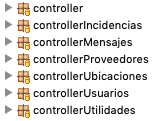 controller
controllerIncidencias
controllerMensajes
controllerProveedores
controllerUbicaciones
controllerUsuarios
controllerUtilidades